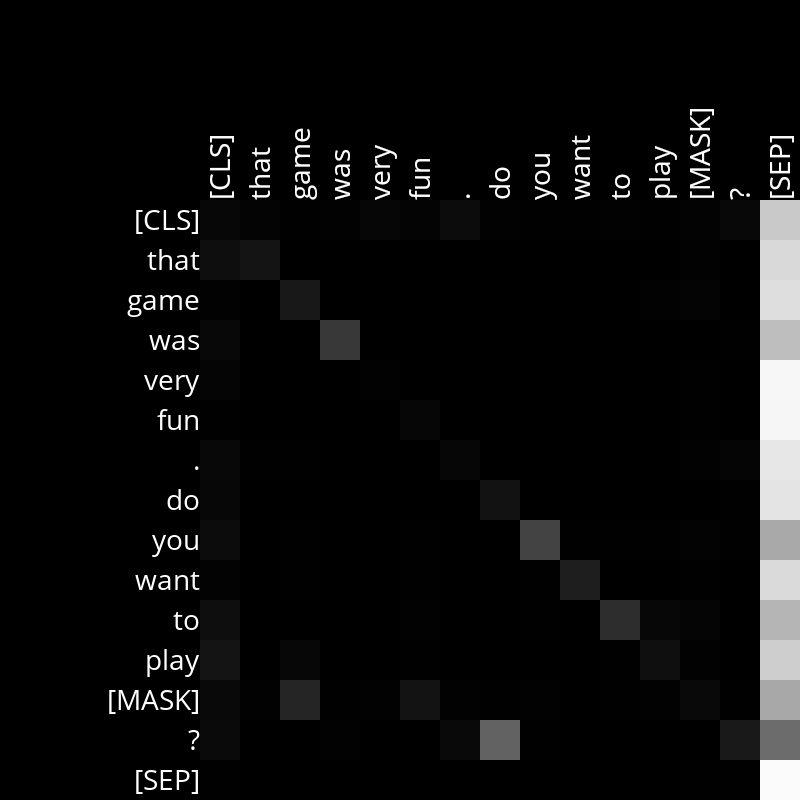 [CLS] that game was very fun . do you want to play [MASK] ? [SEP]
[CLS]
that
game
was
very
fun
.
do
you
want
to
play
[MASK]
?
[SEP]